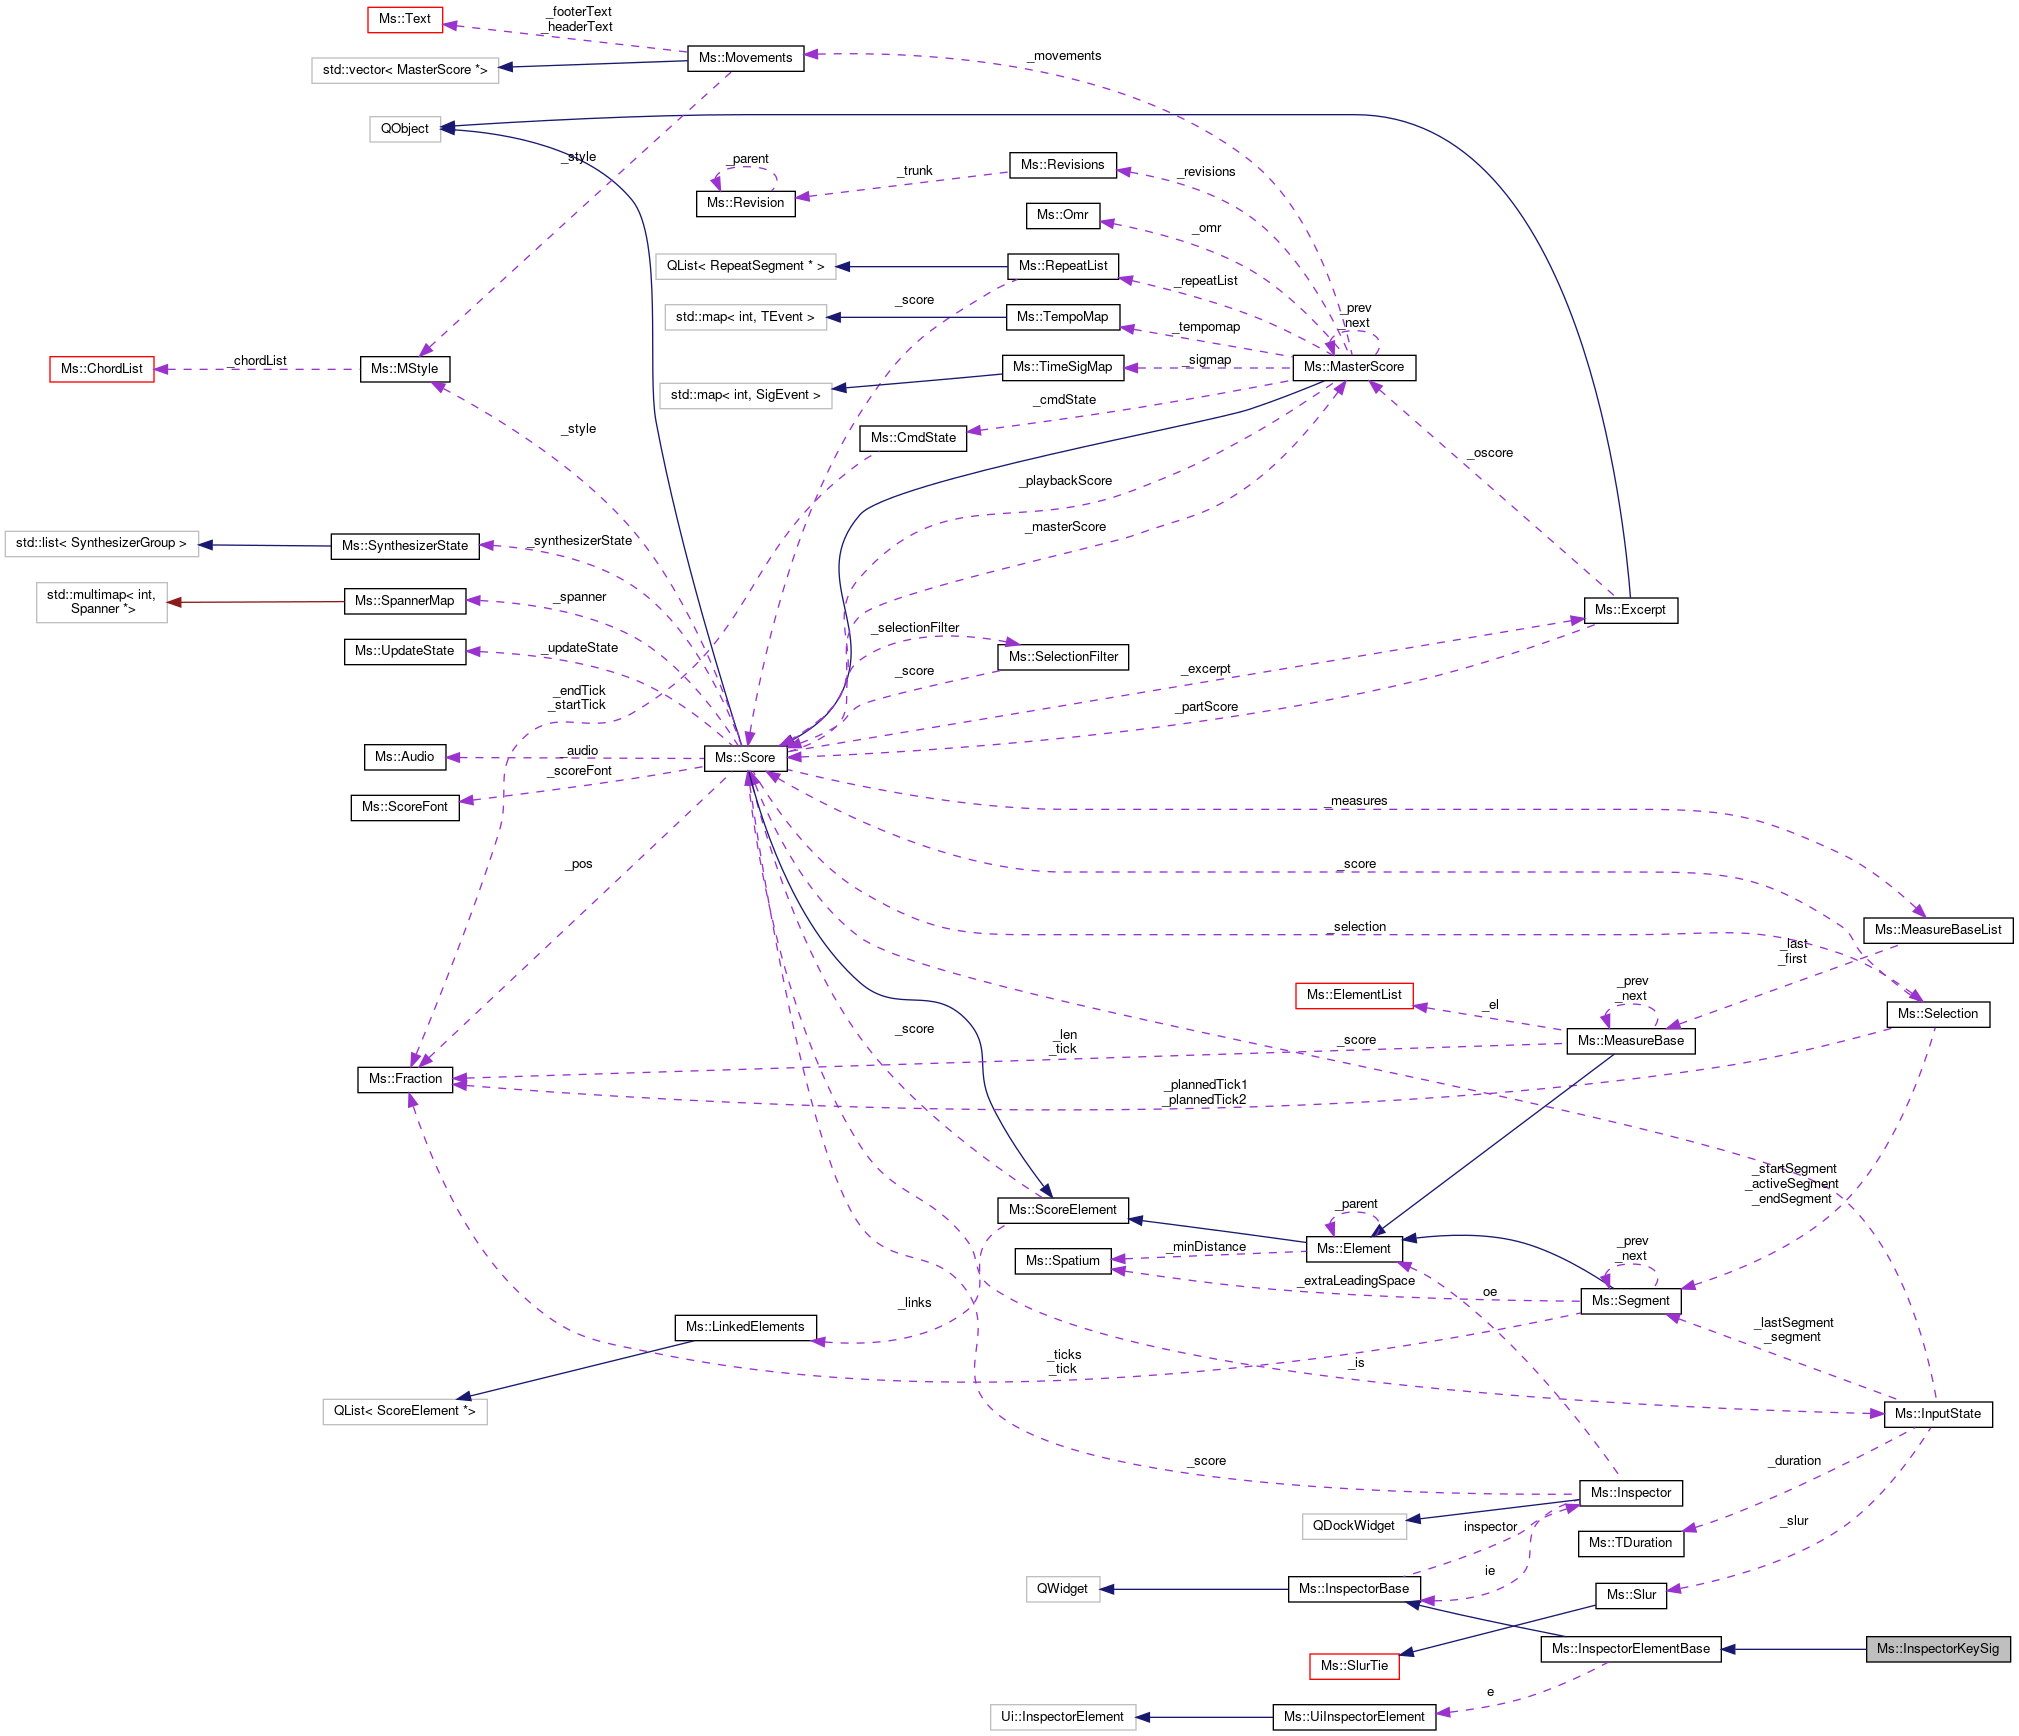 _footerText
_headerText
Ms::Text
Ms::Movements
_movements
std::vector< MasterScore *>
QObject
_style
_parent
Ms::Revisions
_trunk
_revisions
Ms::Revision
Ms::Omr
_omr
QList< RepeatSegment * >
Ms::RepeatList
_repeatList
_score
std::map< int, TEvent >
Ms::TempoMap
_tempomap
_prev
_next
Ms::ChordList
_chordList
Ms::MStyle
Ms::TimeSigMap
_sigmap
Ms::MasterScore
std::map< int, SigEvent >
_cmdState
_style
Ms::CmdState
_oscore
_playbackScore
_masterScore
std::list< SynthesizerGroup >
Ms::SynthesizerState
_synthesizerState
std::multimap< int,
Spanner *>
Ms::SpannerMap
_spanner
Ms::Excerpt
_selectionFilter
Ms::UpdateState
_updateState
Ms::SelectionFilter
_score
_excerpt
_endTick
_startTick
_partScore
Ms::Audio
_audio
Ms::Score
_scoreFont
Ms::ScoreFont
_measures
_pos
_score
_selection
Ms::MeasureBaseList
_last
_first
Ms::ElementList
_el
_prev
_next
Ms::Selection
_score
_len
_tick
_score
Ms::MeasureBase
Ms::Fraction
_plannedTick1
_plannedTick2
_startSegment
_activeSegment
_endSegment
Ms::ScoreElement
_parent
Ms::Element
_minDistance
Ms::Spatium
_extraLeadingSpace
oe
_prev
_next
Ms::Segment
_links
Ms::LinkedElements
_lastSegment
_segment
_ticks
_tick
_is
QList< ScoreElement *>
Ms::InputState
_score
_duration
Ms::Inspector
QDockWidget
inspector
_slur
Ms::TDuration
ie
QWidget
Ms::InspectorBase
Ms::Slur
Ms::InspectorElementBase
Ms::InspectorKeySig
Ms::SlurTie
e
Ui::InspectorElement
Ms::UiInspectorElement